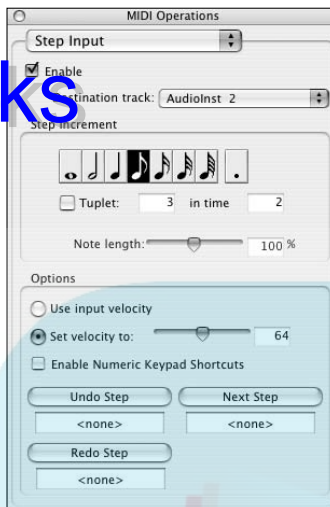 MIDI Operations
Step Input
Enable
ks
Destination track: AudioInst 2
Step Increment
Tuplet: 3 in time 2
Note length: 100 %
Options
Use input velocity
Set velocity to: 64
Enable Numeric Keypad Shortcuts
Undo Step Next Step
<none> <none>
Redo Step
<none>